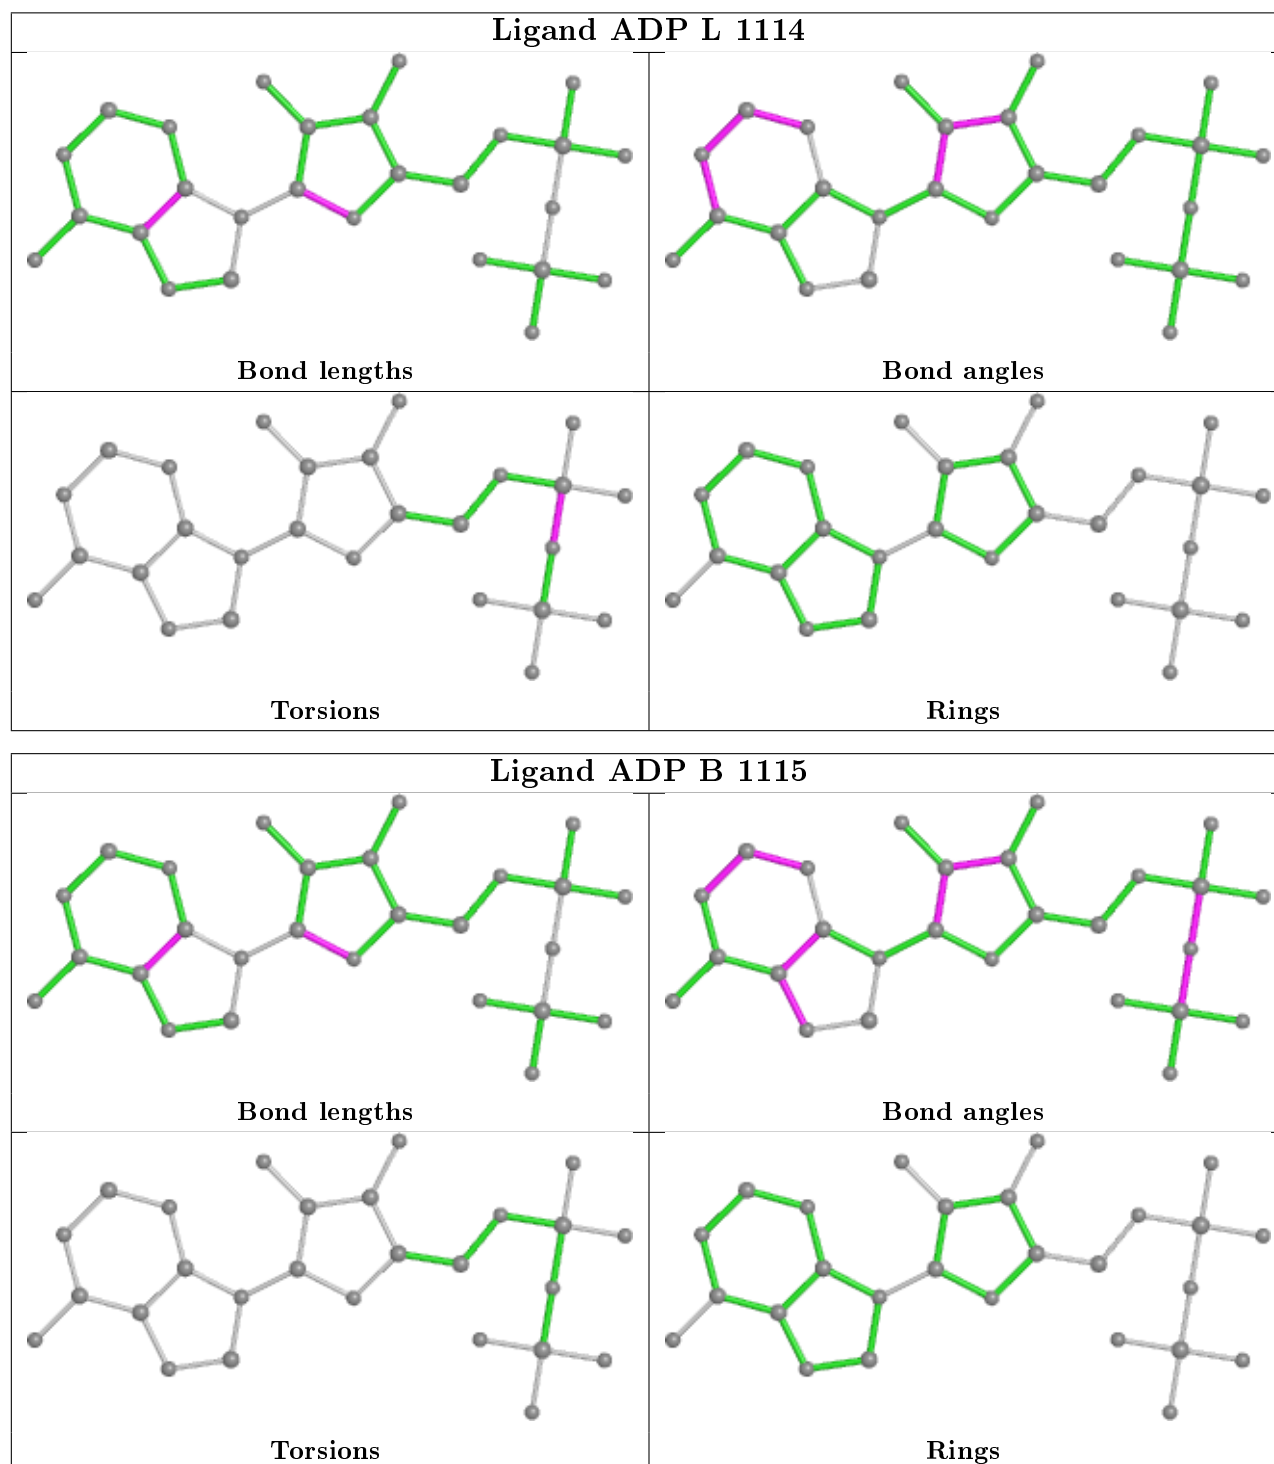 Ligand ADP L 1114
Bond lengths
Bond angles
Torsions
Rings
Ligand ADP B 1115
Bond lengths
Bond angles
Torsions
Rings